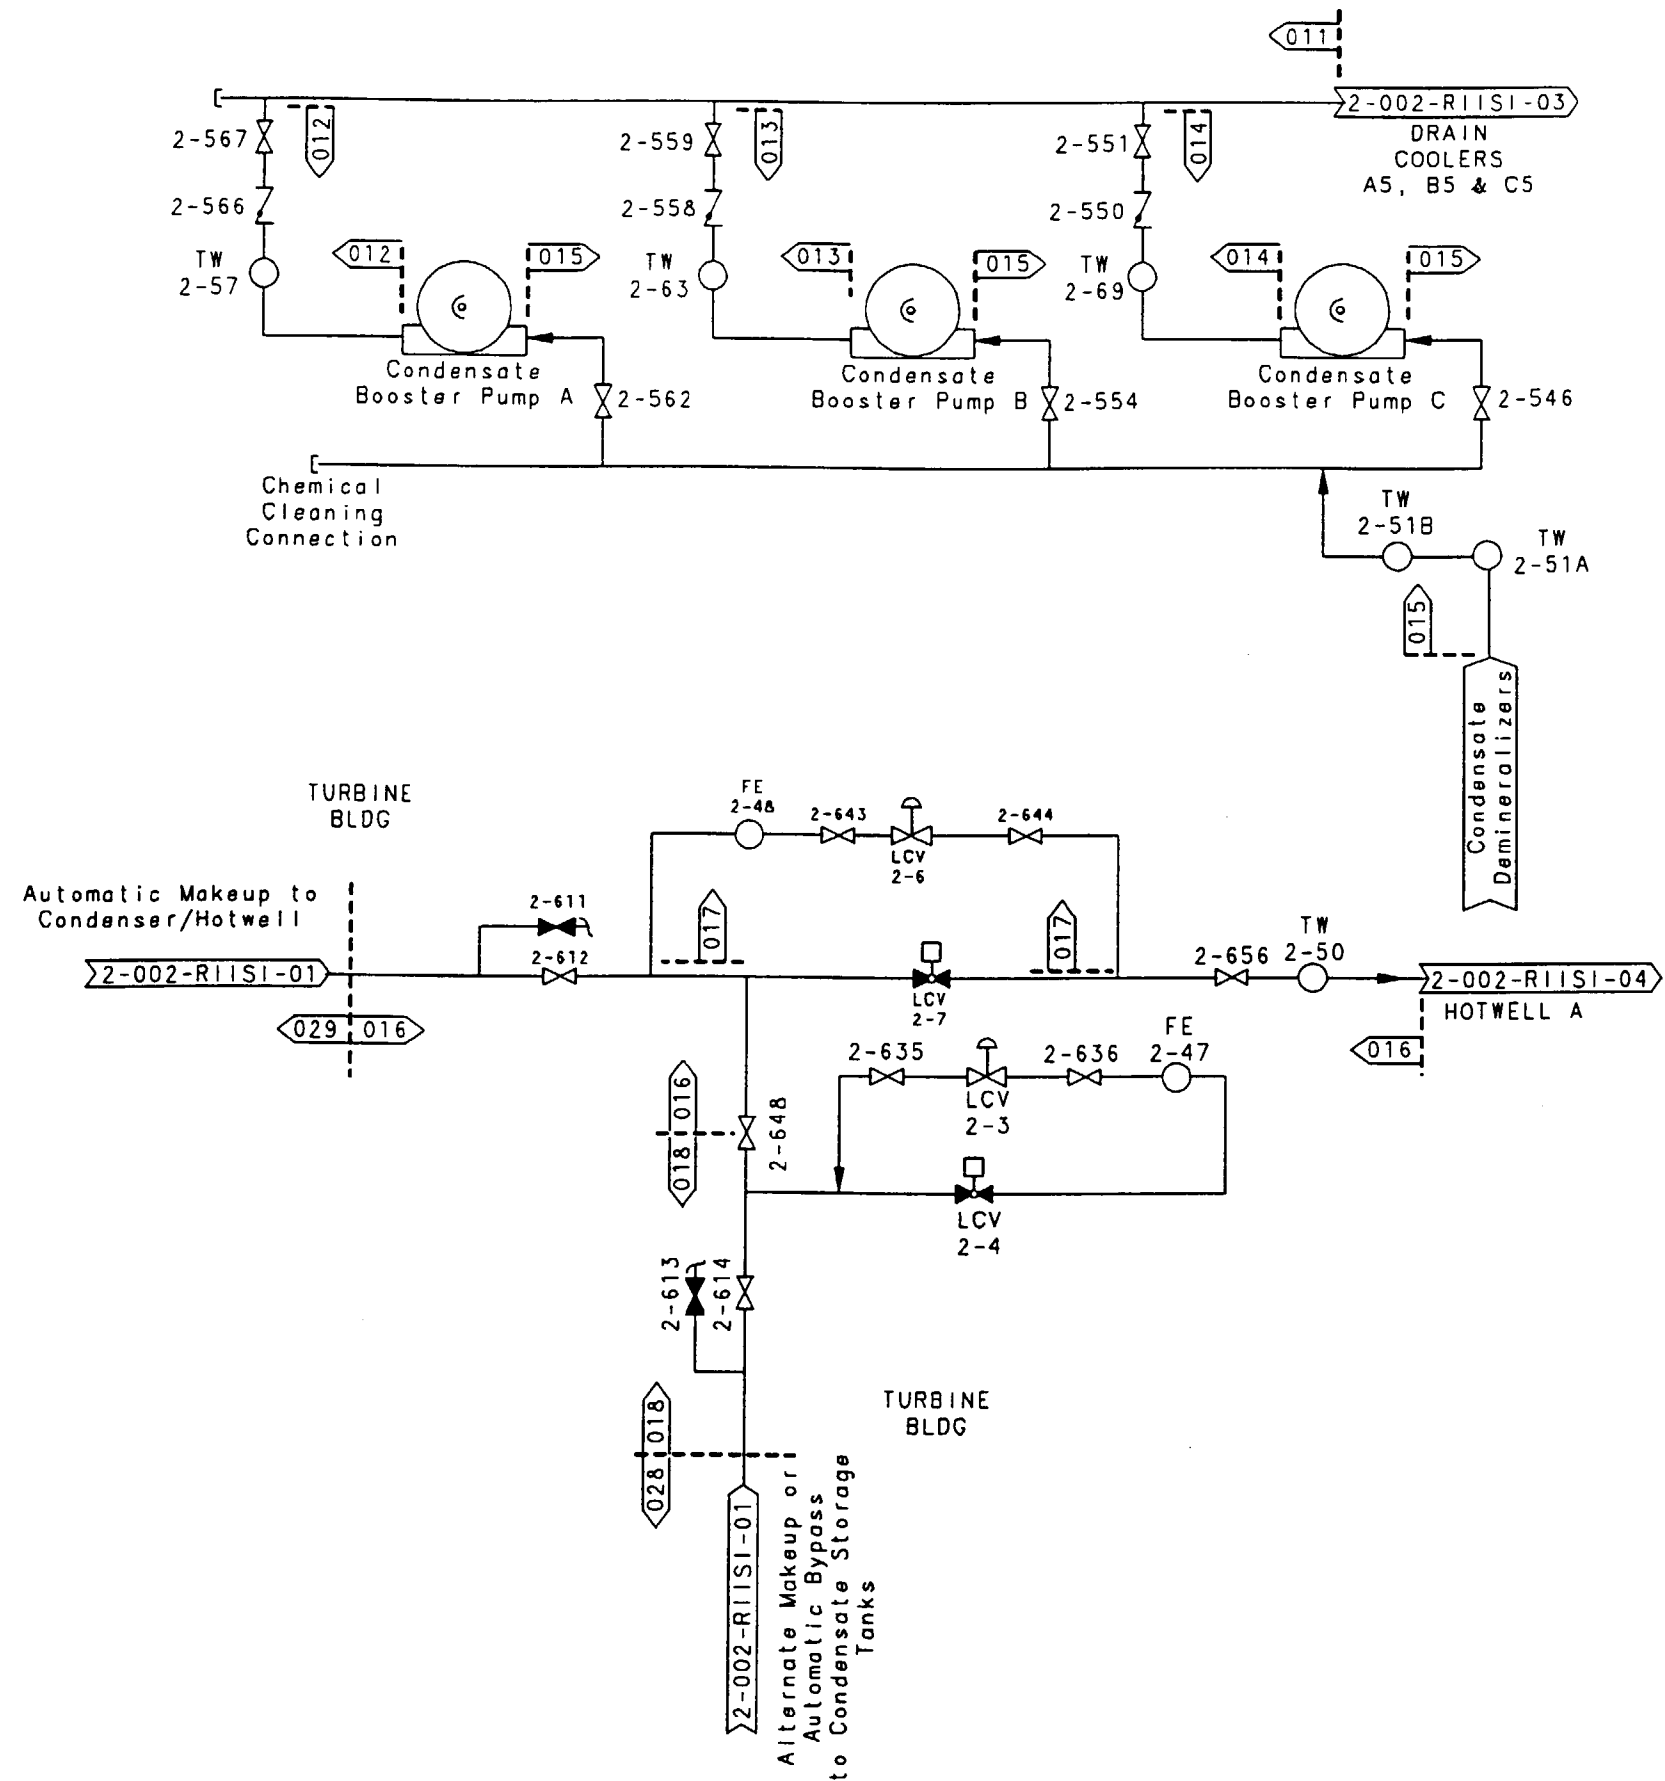 011
2-002-RIISI-03
DRAIN
COOLERS
A5, B5 & C5
2-567
012
2-559
013
2-551
014
2-566
2-558
2-550
TW
2-57
012
015
TW
2-63
013
015
TW
2-69
014
015
Condensate
Booster Pump A
2-562
Condensate
Booster Pump B
2-554
Condensate
Booster Pump C
2-546
Chemical
Cleaning
Connection
TW
2-51B
TW
2-51A
015
Condensate
Demineralizers
TURBINE
BLDG
FE
2-48
2-643
LCV
2-6
2-644
Automatic Makeup to
Condenser/Hotwell
2-002-RIISI-01
029
016
2-611
2-612
017
LCV
2-7
017
2-656
TW
2-50
2-002-RIISI-04
HOTWELL A
016
2-635
LCV
2-3
2-636
FE
2-47
018
016
2-648
LCV
2-4
2-613
2-614
028
018
TURBINE
BLDG
2-002-RIISI-01
Alternate Makeup or
Automatic Bypass
to Condensate Storage
Tanks